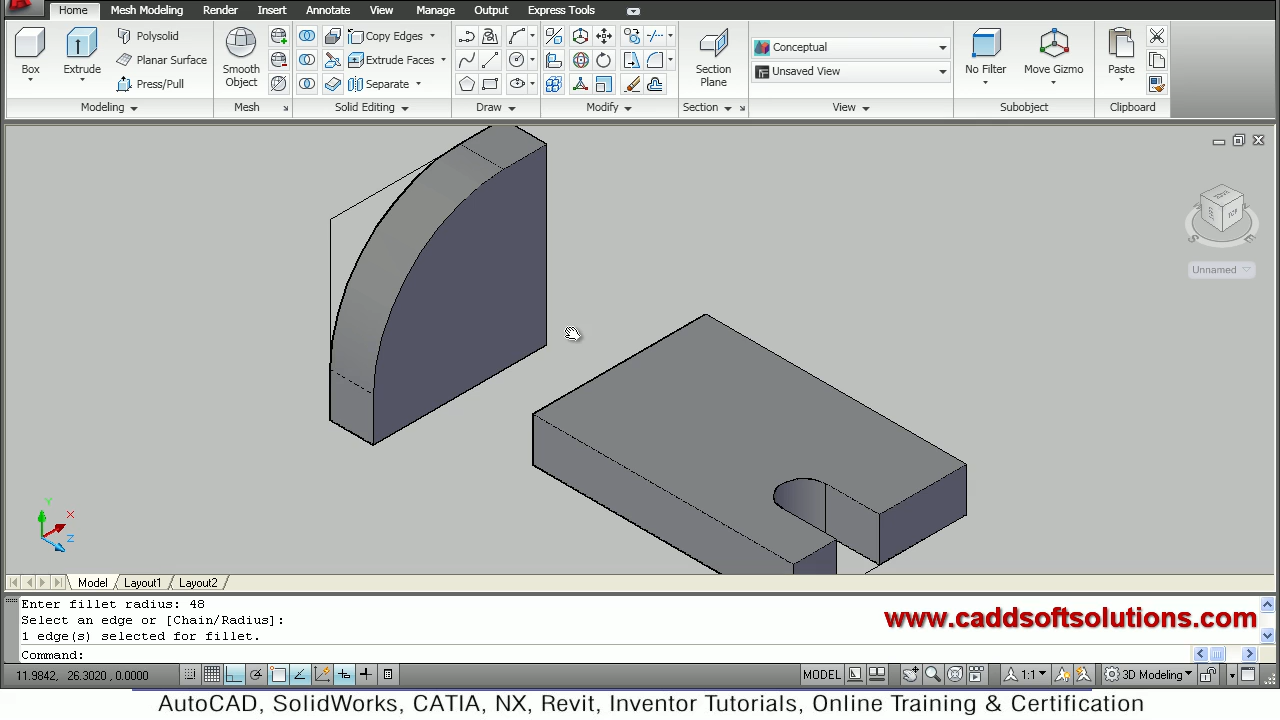 Home Mesh Modeling Render Insert Annotate View Manage Output Express Tools
Polysolid
Planar Surface
Press/Pull
Box
Extrude
Modeling
Smooth Object
Mesh
Copy Edges
Extrude Faces
Separate
Solid Editing
Draw
Modify
Section Plane
Section
Conceptual
Unsaved View
View
No Filter
Move Gizmo
Subobject
Paste
Clipboard
TOP
S
E
Unnamed
Y
X
Z
Model Layout1 Layout2
Enter fillet radius: 48
Select an edge or [Chain/Radius]:
1 edge(s) selected for fillet.
Command:
www.caddsoftsolutions.com
11.9842, 26.3020, 0.0000
MODEL
1:1
3D Modeling
AutoCAD, SolidWorks, CATIA, NX, Revit, Inventor Tutorials, Online Training & Certification